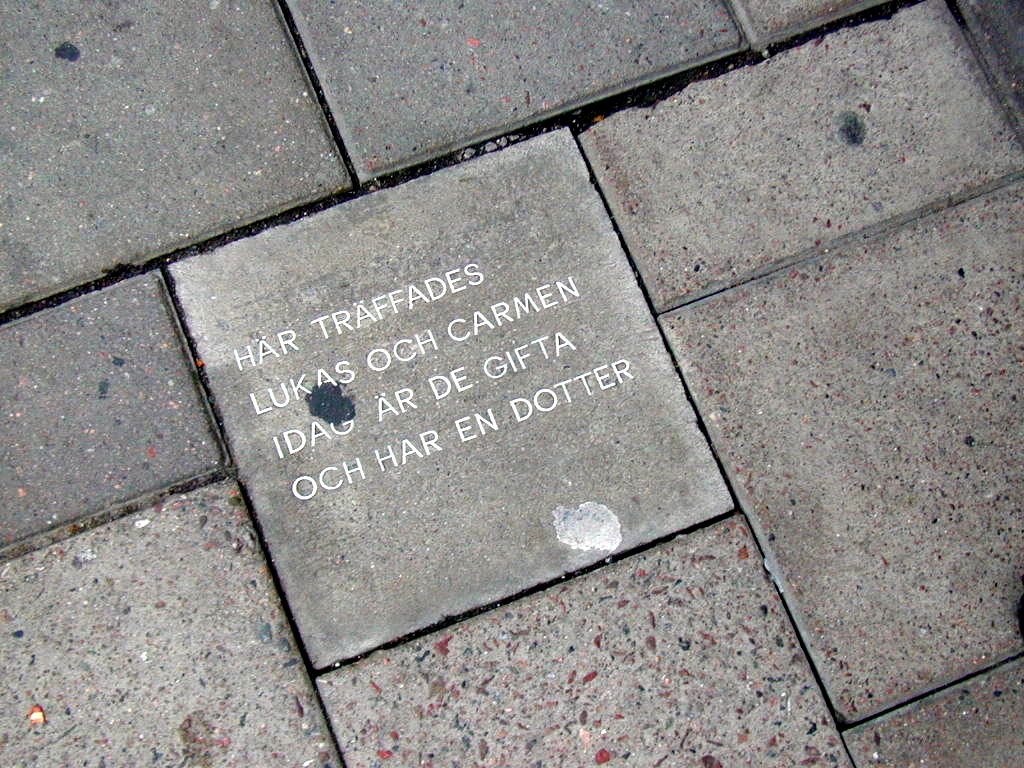 HÄR TRÄFFADES
LUKAS OCH CARMEN
IDAG ÄR DE GIFTA
OCH HAR EN DOTTER